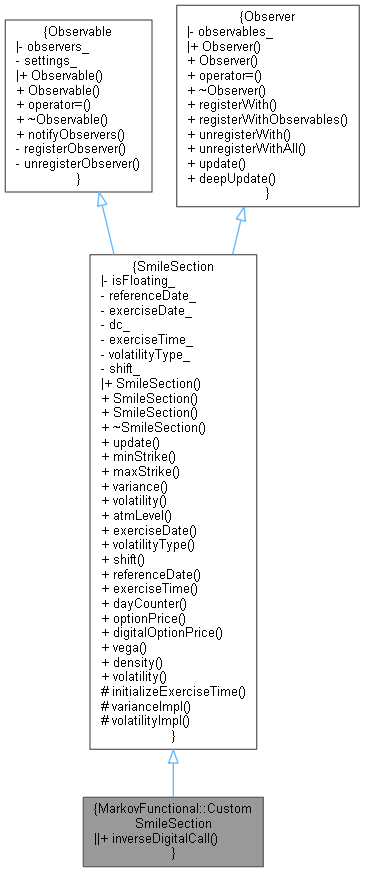 {Observable
|- observers_
- settings_
|+ Observable()
+ Observable()
+ operator=()
+ ~Observable()
+ notifyObservers()
- registerObserver()
- unregisterObserver()
}
{Observer
|- observables_
|+ Observer()
+ Observer()
+ operator=()
+ ~Observer()
+ registerWith()
+ registerWithObservables()
+ unregisterWith()
+ unregisterWithAll()
+ update()
+ deepUpdate()
}
{SmileSection
|- isFloating_
- referenceDate_
- exerciseDate_
- dc_
- exerciseTime_
- volatilityType_
- shift_
|+ SmileSection()
+ SmileSection()
+ SmileSection()
+ ~SmileSection()
+ update()
+ minStrike()
+ maxStrike()
+ variance()
+ volatility()
+ atmLevel()
+ exerciseDate()
+ volatilityType()
+ shift()
+ referenceDate()
+ exerciseTime()
+ dayCounter()
+ optionPrice()
+ digitalOptionPrice()
+ vega()
+ density()
+ volatility()
# initializeExerciseTime()
# varianceImpl()
# volatilityImpl()
}
{MarkovFunctional::Custom
SmileSection
||+ inverseDigitalCall()
}